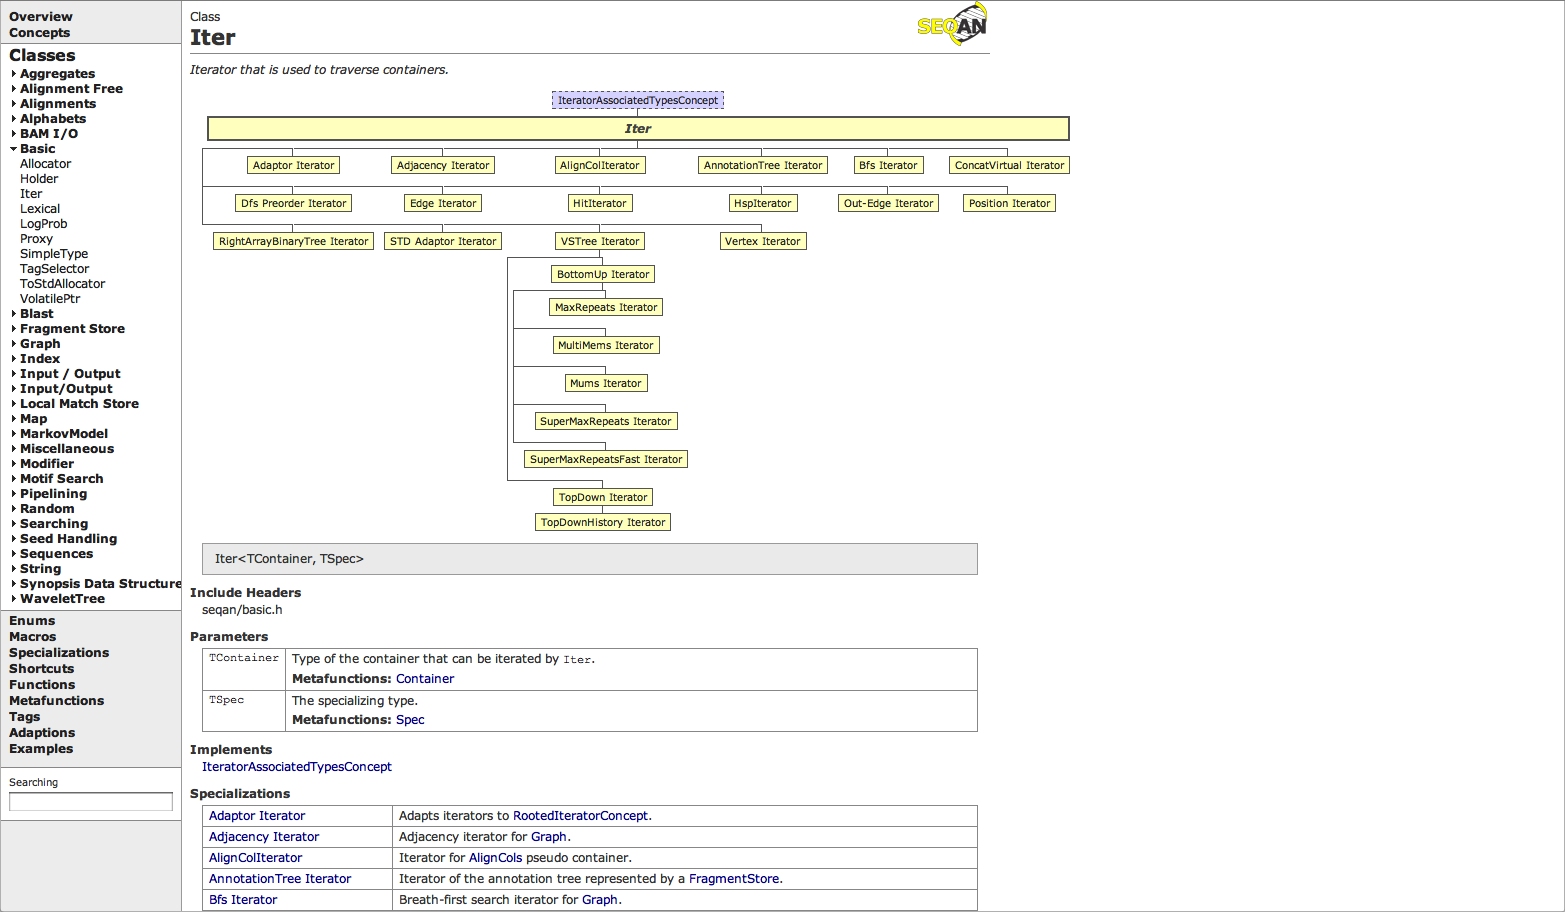 Overview
Concepts
Classes
Aggregates
Alignment Free
Alignments
Alphabets
BAM I/O
Basic
Allocator
Holder
Iter
Lexical
LogProb
Proxy
SimpleType
TagSelector
ToStdAllocator
VolatilePtr
Blast
Fragment Store
Graph
Index
Input / Output
Input/Output
Local Match Store
Map
MarkovModel
Miscellaneous
Modifier
Motif Search
Pipelining
Random
Searching
Seed Handling
Sequences
String
Synopsis Data Structure
WaveletTree
Enums
Macros
Specializations
Shortcuts
Functions
Metafunctions
Tags
Adaptions
Examples
Searching
Class
Iter
SEQAN
Iterator that is used to traverse containers.
IteratorAssociatedTypesConcept
Iter
Adaptor Iterator Adjacency Iterator AlignColIterator AnnotationTree Iterator Bfs Iterator ConcatVirtual Iterator
Dfs Preorder Iterator Edge Iterator HitIterator HspIterator Out-Edge Iterator Position Iterator
RightArrayBinaryTree Iterator STD Adaptor Iterator VSTree Iterator Vertex Iterator
BottomUp Iterator
MaxRepeats Iterator
MultiMems Iterator
Mums Iterator
SuperMaxRepeats Iterator
SuperMaxRepeatsFast Iterator
TopDown Iterator
TopDownHistory Iterator
Iter<TContainer, TSpec>
Include Headers
seqan/basic.h
Parameters
TContainer Type of the container that can be iterated by Iter.
Metafunctions: Container
TSpec The specializing type.
Metafunctions: Spec
Implements
IteratorAssociatedTypesConcept
Specializations
Adaptor Iterator Adapts iterators to RootedIteratorConcept.
Adjacency Iterator Adjacency iterator for Graph.
AlignColIterator Iterator for AlignCols pseudo container.
AnnotationTree Iterator Iterator of the annotation tree represented by a FragmentStore.
Bfs Iterator Breath-first search iterator for Graph.